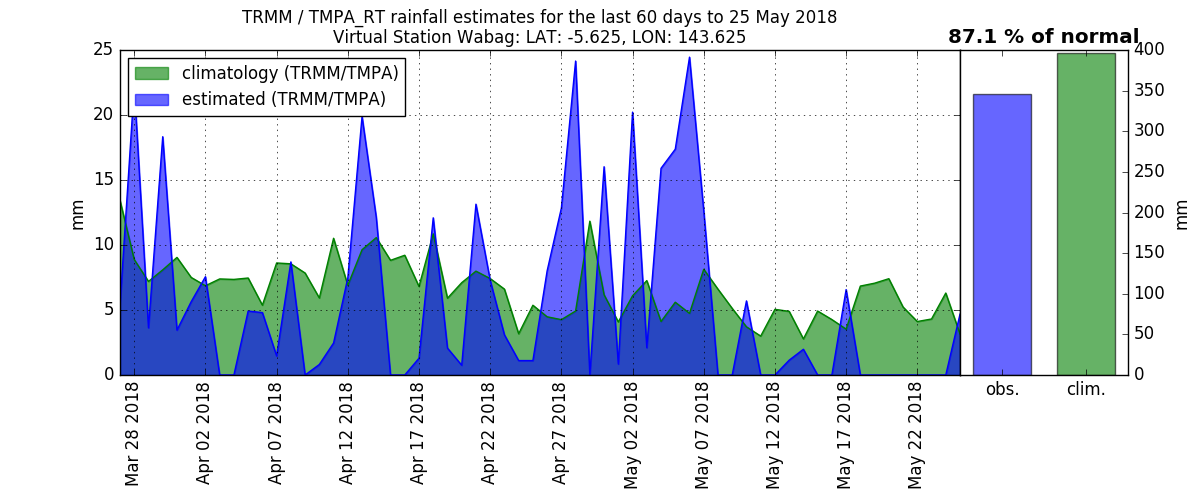 TRMM / TMPA_RT rainfall estimates for the last 60 days to 25 May 2018
Virtual Station Wabag: LAT: -5.625, LON: 143.625
87.1 % of normal
climatology (TRMM/TMPA)
estimated (TRMM/TMPA)
25
20
15
10
5
0
mm
400
350
300
250
200
150
100
50
0
mm
obs.
clim.
Mar 28 2018
Apr 02 2018
Apr 07 2018
Apr 12 2018
Apr 17 2018
Apr 22 2018
Apr 27 2018
May 02 2018
May 07 2018
May 12 2018
May 17 2018
May 22 2018